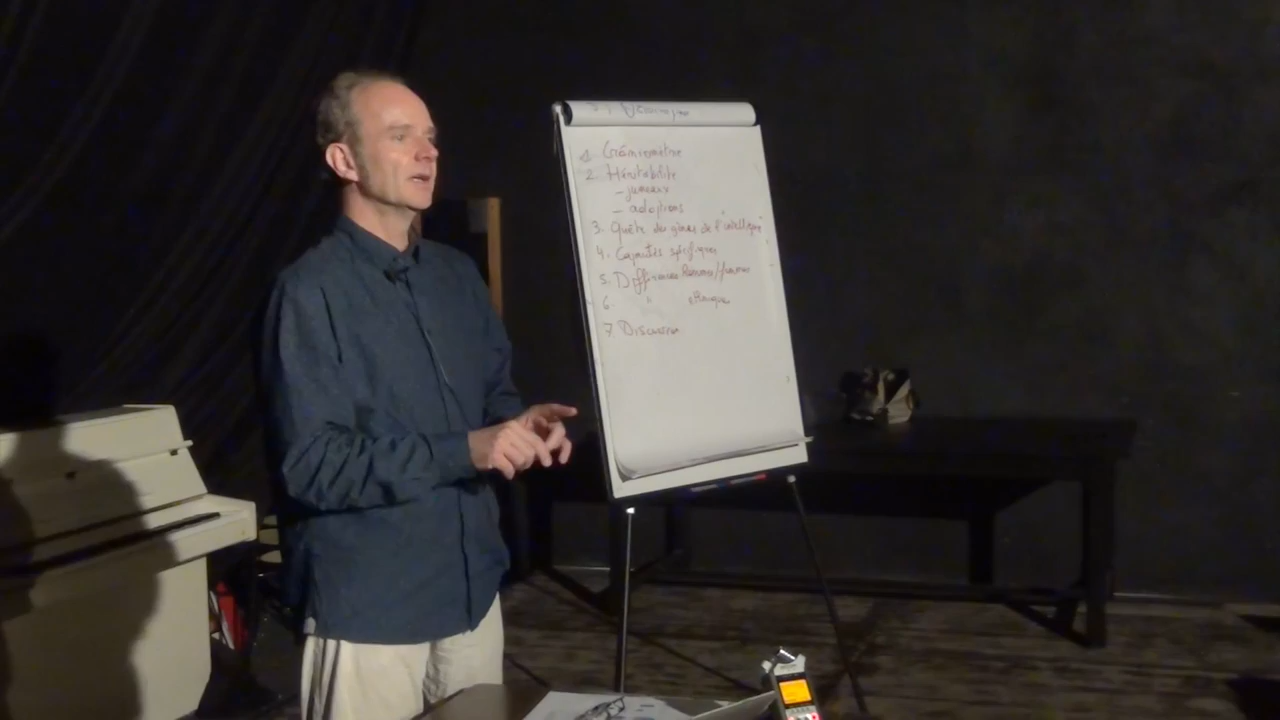 1. Crâniométrie
2. Héritabilité
– jumeaux
– adoptions
3. Quête des gènes de l'"intelligence"
4. Capacités spécifiques
5. Différences hommes/femmes
6. " ethniques
7. Discussion